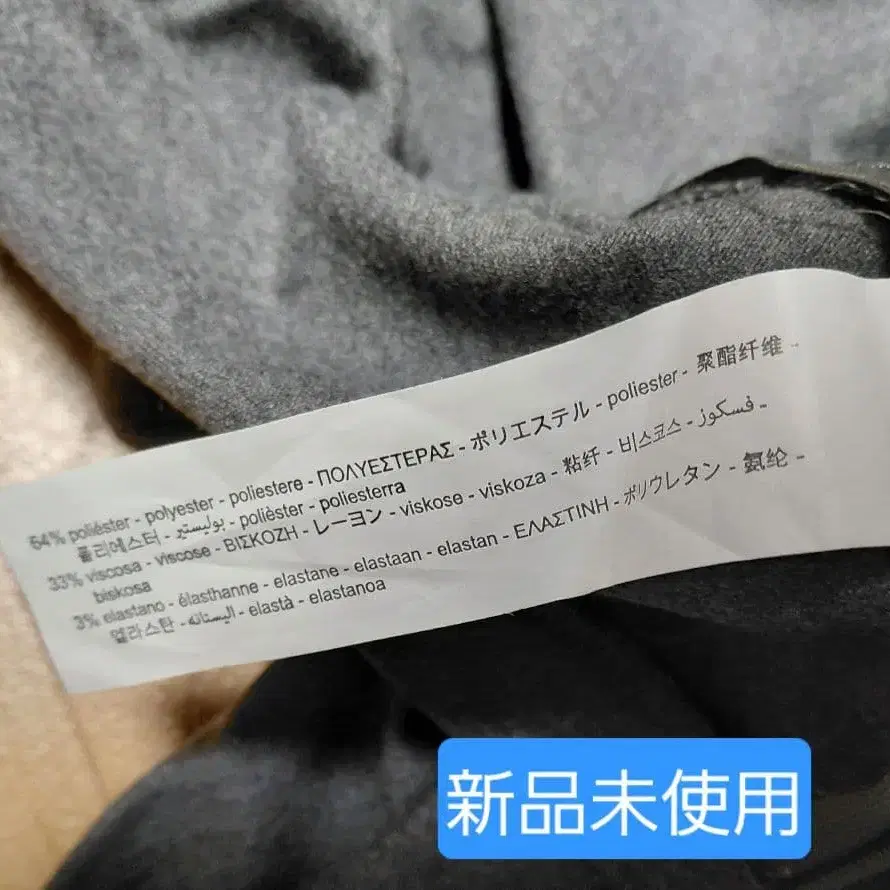 64% poliéster - polyester - poliestere - ΠΟΛΥΕΣΤΕΡΑΣ - ポリエステル - poliester - 聚酯纤维 -
폴리에스터 - بوليستير - polièster - poliesterra
33% viscosa - viscose - ΒΙΣΚΟΖΗ - レーヨン - viskose - viskoza - 粘纤 - 비스코스 - فسكوز -
biskosa
3% elastano - élasthanne - elastane - elastaan - elastan - ΕΛΑΣΤΙΝΗ - ポリウレタン - 氨纶 -
엘라스탄 - اليستانه - elastà - elastanoa
新品未使用